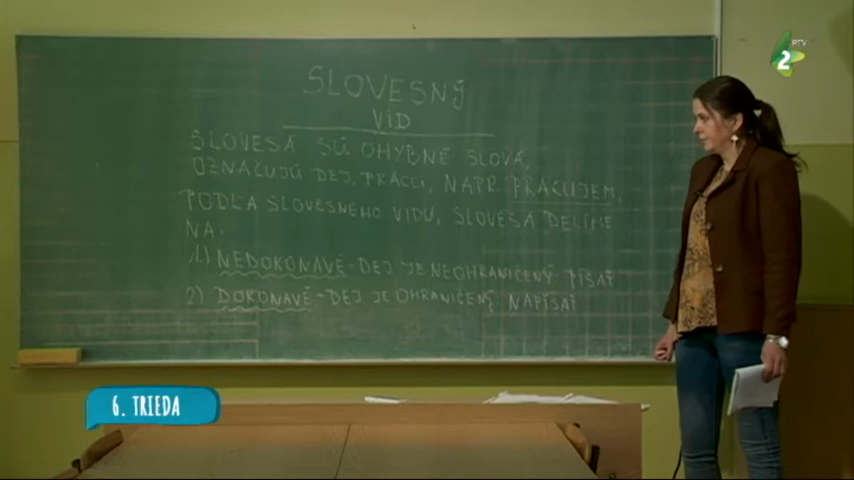 SLOVESNÝ
VID
SLOVESÁ SÚ OHYBNÉ SLOVÁ,
OZNAČUJÚ DEJ, PRÁCU, NAPR. PRACUJEM,
PODĽA SLOVESNÉHO VIDU, SLOVESÁ DELÍME
NA:
1) NEDOKONAVÉ - DEJ JE NEOHRANIČENÝ - PÍSAŤ
2) DOKONAVÉ - DEJ JE OHRANIČENÝ NAPÍSAŤ
RTV
2
6. TRIEDA